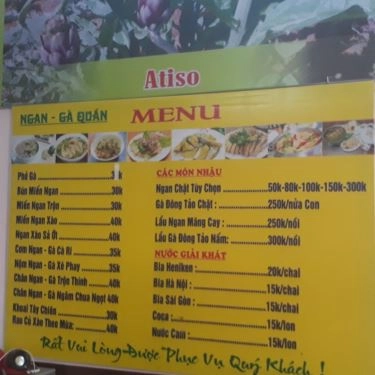 Atiso
NGAN - GÀ QUÁN MENU
Phở Gà
Bún Miến Ngan 30k
Miến Ngan Trộn 30k
Miến Ngan Xào 40k
Ngan Xào Sả Ớt 40k
Cơm Ngan - Gà Cà Ri 35k
Nộm Ngan - Gà Xé Phay 35k
Chân Ngan - Gà Trộn Thính 40k
Chân Ngan - Gà Ngâm Chua Ngọt 40k
Khoai Tây Chiên 30k
Rau Củ Xào Theo Mùa: 40k
CÁC MÓN NHẬU
Ngan Chặt Tùy Chọn 50k-80k-100k-150k-300k
Gà Đông Tảo Chặt : 250k/nửa Con
Lẩu Ngan Măng Cay : 250k/nồi
Lẩu Gà Đông Tảo Nấm: 300k/nồi
NƯỚC GIẢI KHÁT
Bia Heniken : 20k/chai
Bia Hà Nội : 15k/chai
Bia Sài Gòn : 15k/chai
Coca : 15k/lon
Nước Cam : 15k/lon
Rất Vui Lòng Được Phục Vụ Quý Khách !